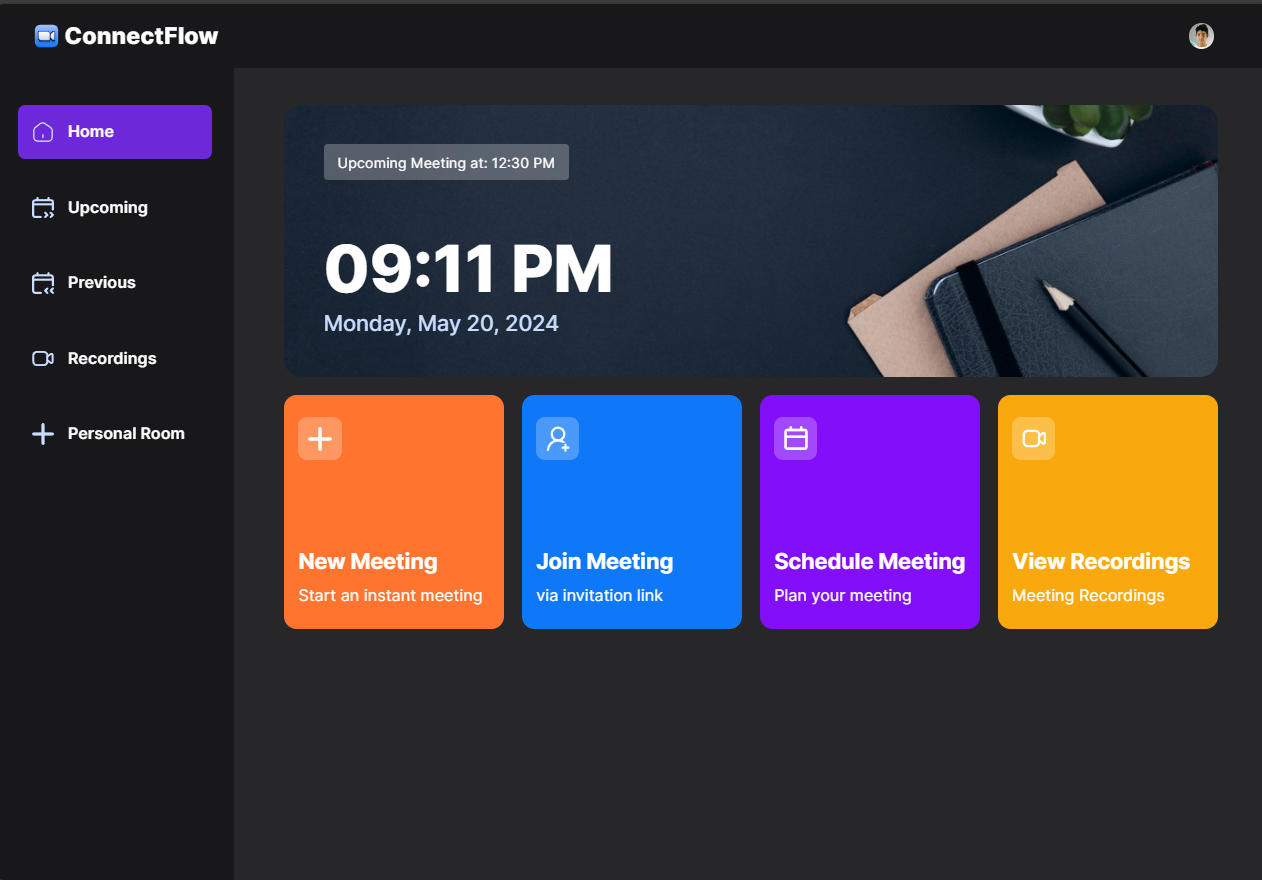 ConnectFlow
Home
Upcoming
Previous
Recordings
Personal Room
Upcoming Meeting at: 12:30 PM
09:11 PM
Monday, May 20, 2024
New Meeting
Start an instant meeting
Join Meeting
via invitation link
Schedule Meeting
Plan your meeting
View Recordings
Meeting Recordings